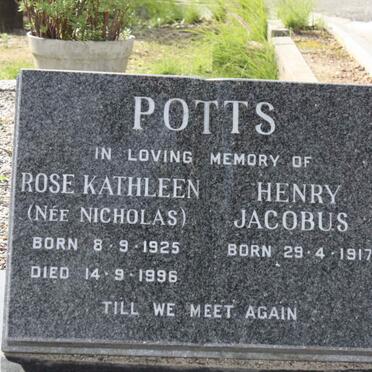 POTTS
IN LOVING MEMORY OF
ROSE KATHLEEN
(NÉE NICHOLAS)
BORN 8·9·1925
DIED 14·9·1996
HENRY
JACOBUS
BORN 29·4·1917
TILL WE MEET AGAIN